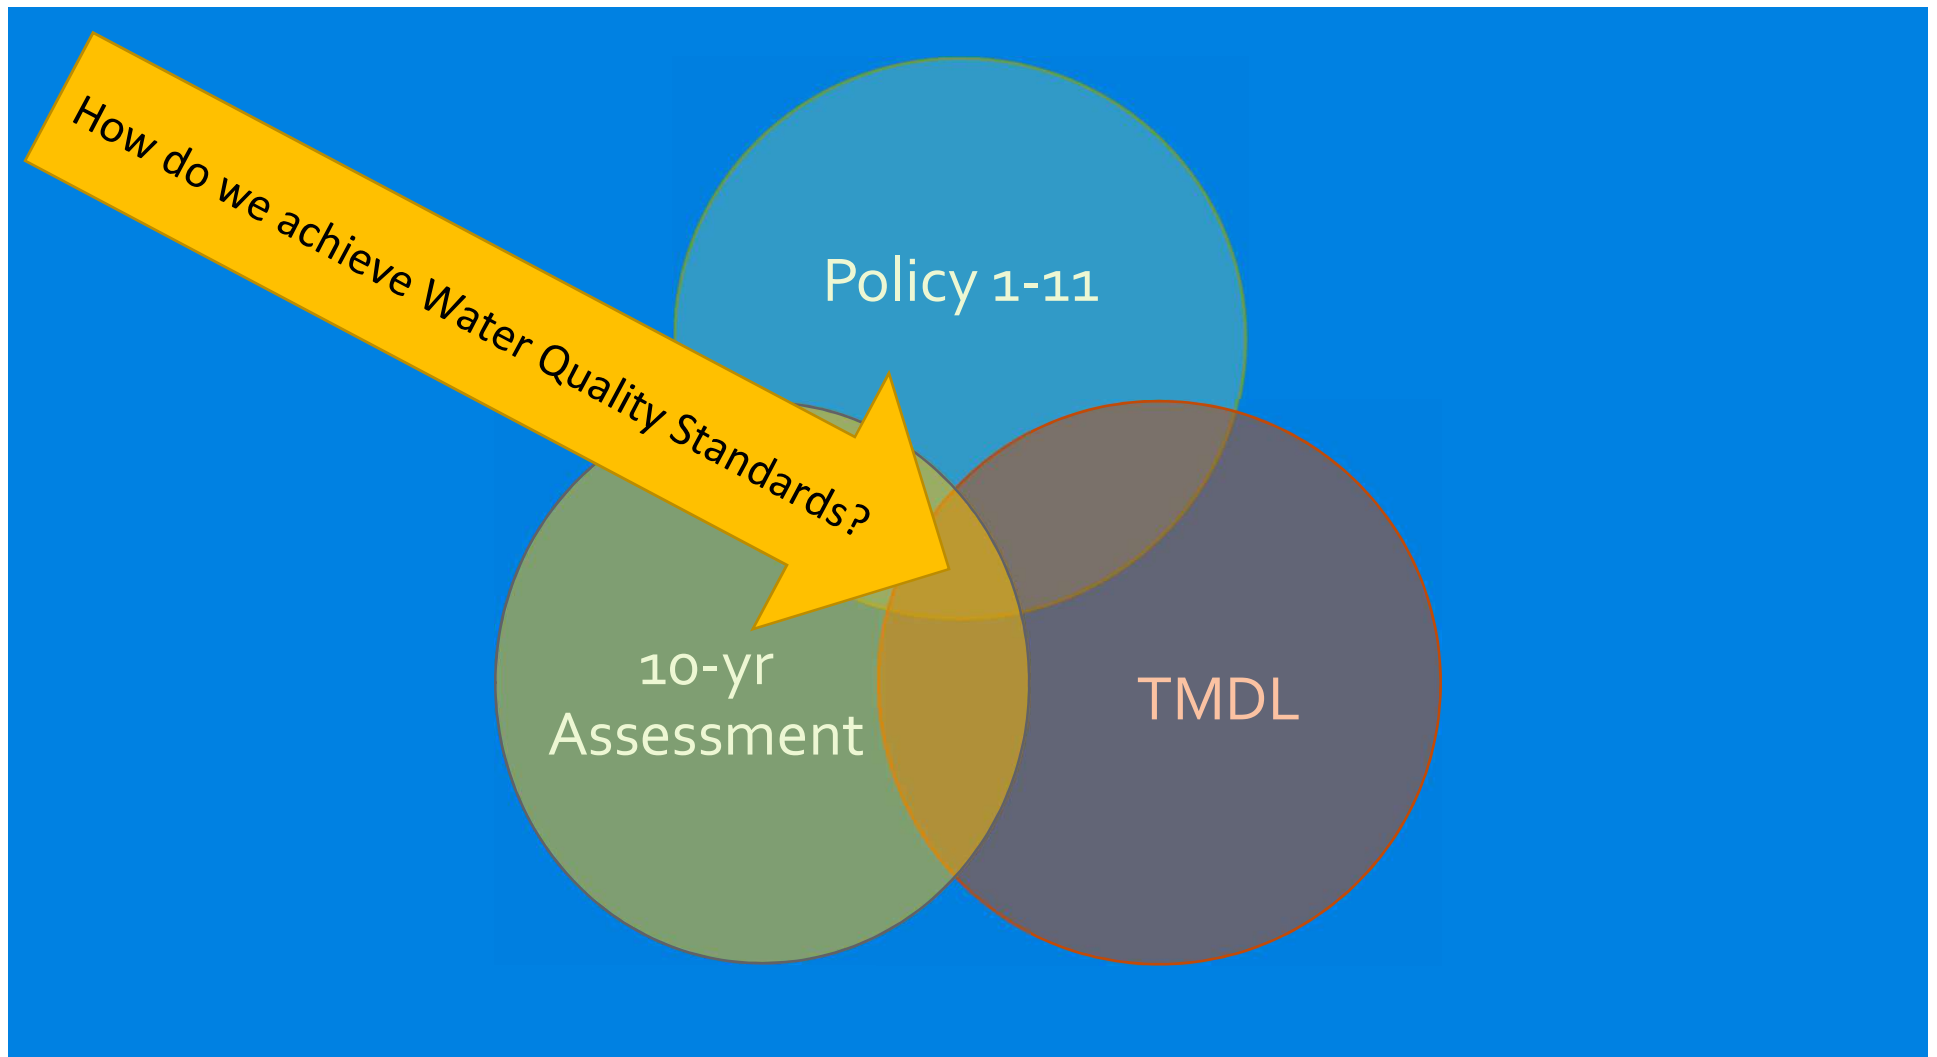 How do we achieve Water Quality Standards?
Policy 1-11
10-yr
Assessment
TMDL